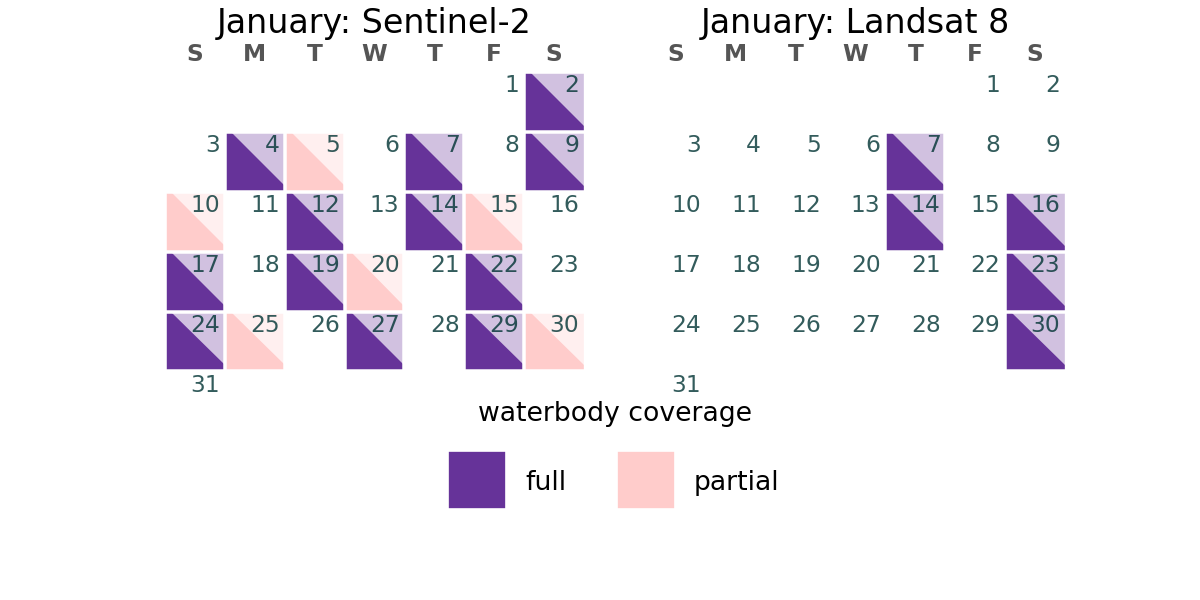 January: Sentinel-2
S M T W T F S
1 2
3 4 5 6 7 8 9
10 11 12 13 14 15 16
17 18 19 20 21 22 23
24 25 26 27 28 29 30
31
January: Landsat 8
S M T W T F S
1 2
3 4 5 6 7 8 9
10 11 12 13 14 15 16
17 18 19 20 21 22 23
24 25 26 27 28 29 30
31
waterbody coverage
full
partial